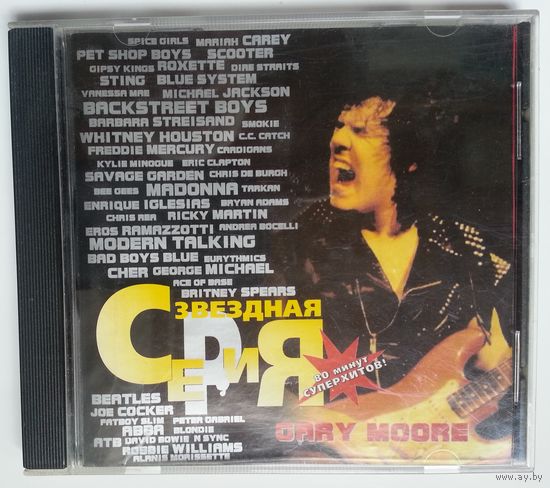 SPICE GIRLS MARIAH CAREY
PET SHOP BOYS SCOOTER
GIPSY KINGS ROXETTE DIRE STRAITS
STING BLUE SYSTEM
VANESSA MAE MICHAEL JACKSON
BACKSTREET BOYS
BARBARA STREISAND SMOKIE
WHITNEY HOUSTON C.C. CATCH
FREDDIE MERCURY CARDIGANS
KYLIE MINOGUE ERIC CLAPTON
SAVAGE GARDEN CHRIS DE BURGH
BEE GEES MADONNA TARKAN
ENRIQUE IGLESIAS BRYAN ADAMS
CHRIS REA RICKY MARTIN
EROS RAMAZZOTTI ANDREA BOCELLI
MODERN TALKING
BAD BOYS BLUE EURYTHMICS
CHER GEORGE MICHAEL
ACE OF BASE
BRITNEY SPEARS
ЗВЕЗДНАЯ
СЕРИЯ
80 минут
СУПЕРХИТОВ!
GARY MOORE
BEATLES
JOE COCKER
FATBOY SLIM PETER GABRIEL
ABBA BLONDIE
ATB DAVID BOWIE N SYNC
ROBBIE WILLIAMS
ALANIS MORISSETTE
www.ay.by